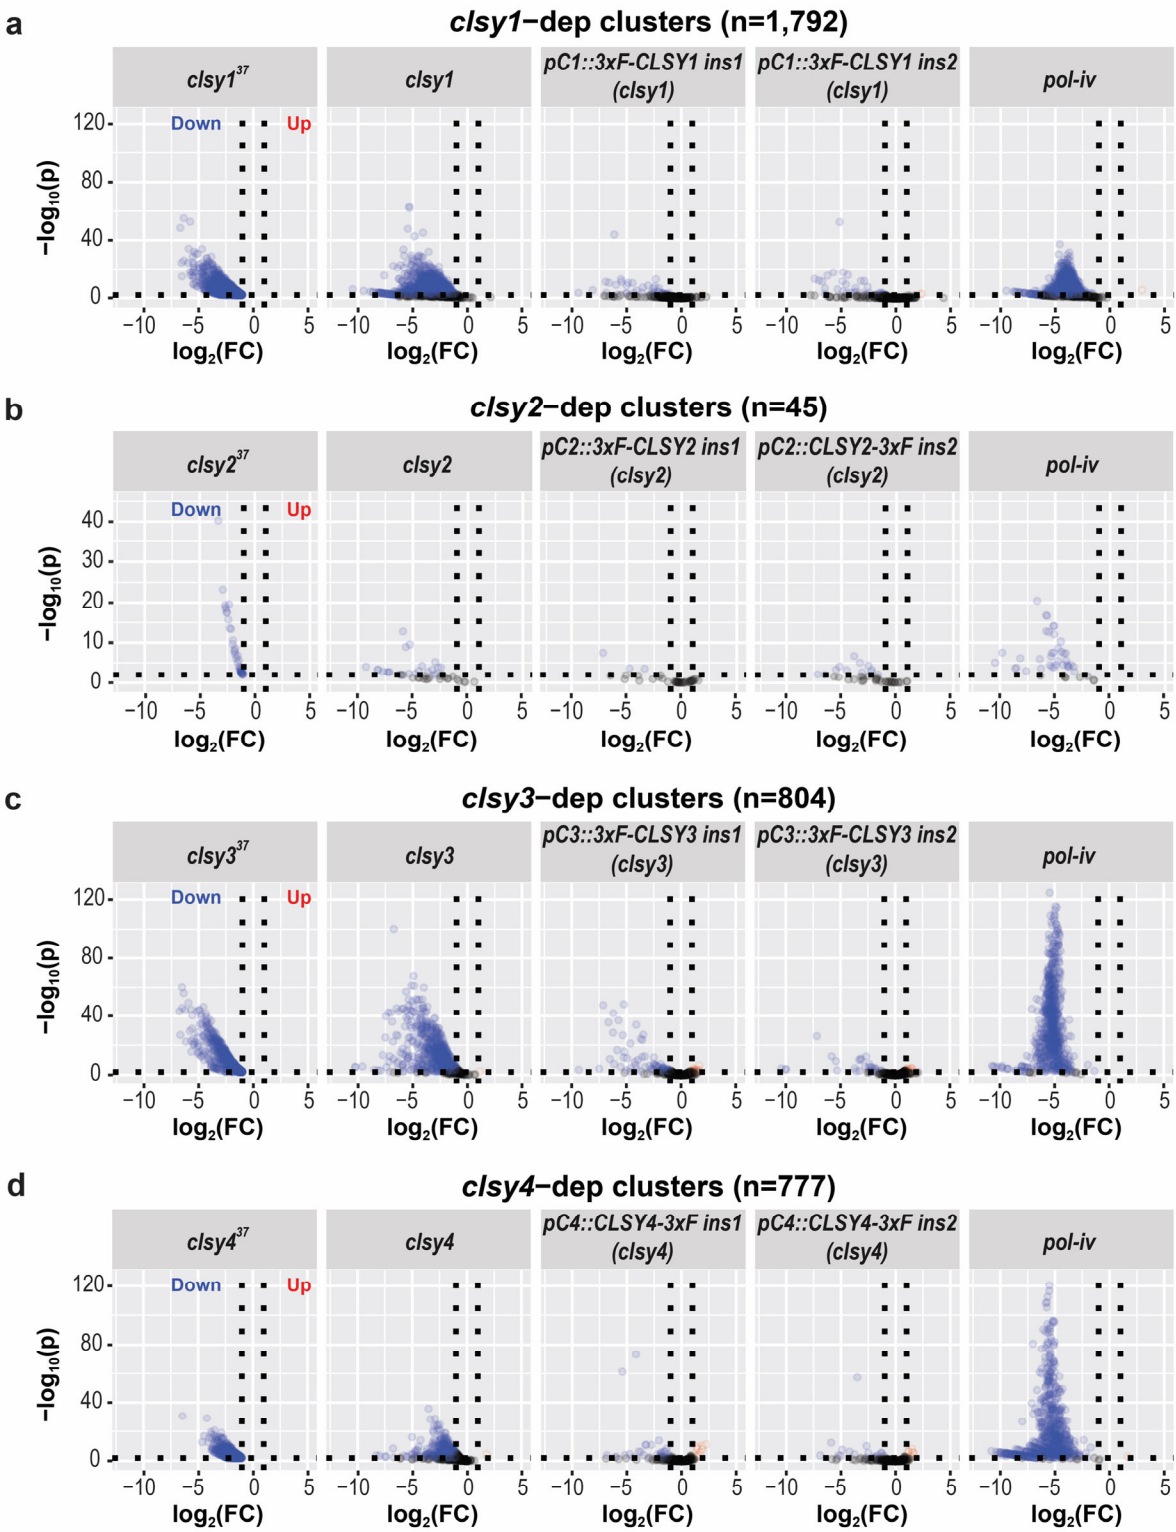 a
clsy1−dep clusters (n=1,792)
clsy1³⁷
clsy1
pC1::3xF-CLSY1 ins1
(clsy1)
pC1::3xF-CLSY1 ins2
(clsy1)
pol-iv
Down
Up
120
80
40
0
−log₁₀(p)
−10 −5 0 5
−10 −5 0 5
−10 −5 0 5
−10 −5 0 5
−10 −5 0 5
log₂(FC)
log₂(FC)
log₂(FC)
log₂(FC)
log₂(FC)
b
clsy2−dep clusters (n=45)
clsy2³⁷
clsy2
pC2::3xF-CLSY2 ins1
(clsy2)
pC2::CLSY2-3xF ins2
(clsy2)
pol-iv
Down
Up
40
30
20
10
0
−log₁₀(p)
−10 −5 0 5
−10 −5 0 5
−10 −5 0 5
−10 −5 0 5
−10 −5 0 5
log₂(FC)
log₂(FC)
log₂(FC)
log₂(FC)
log₂(FC)
c
clsy3−dep clusters (n=804)
clsy3³⁷
clsy3
pC3::3xF-CLSY3 ins1
(clsy3)
pC3::3xF-CLSY3 ins2
(clsy3)
pol-iv
Down
Up
120
80
40
0
−log₁₀(p)
−10 −5 0 5
−10 −5 0 5
−10 −5 0 5
−10 −5 0 5
−10 −5 0 5
log₂(FC)
log₂(FC)
log₂(FC)
log₂(FC)
log₂(FC)
d
clsy4−dep clusters (n=777)
clsy4³⁷
clsy4
pC4::CLSY4-3xF ins1
(clsy4)
pC4::CLSY4-3xF ins2
(clsy4)
pol-iv
Down
Up
120
80
40
0
−log₁₀(p)
−10 −5 0 5
−10 −5 0 5
−10 −5 0 5
−10 −5 0 5
−10 −5 0 5
log₂(FC)
log₂(FC)
log₂(FC)
log₂(FC)
log₂(FC)